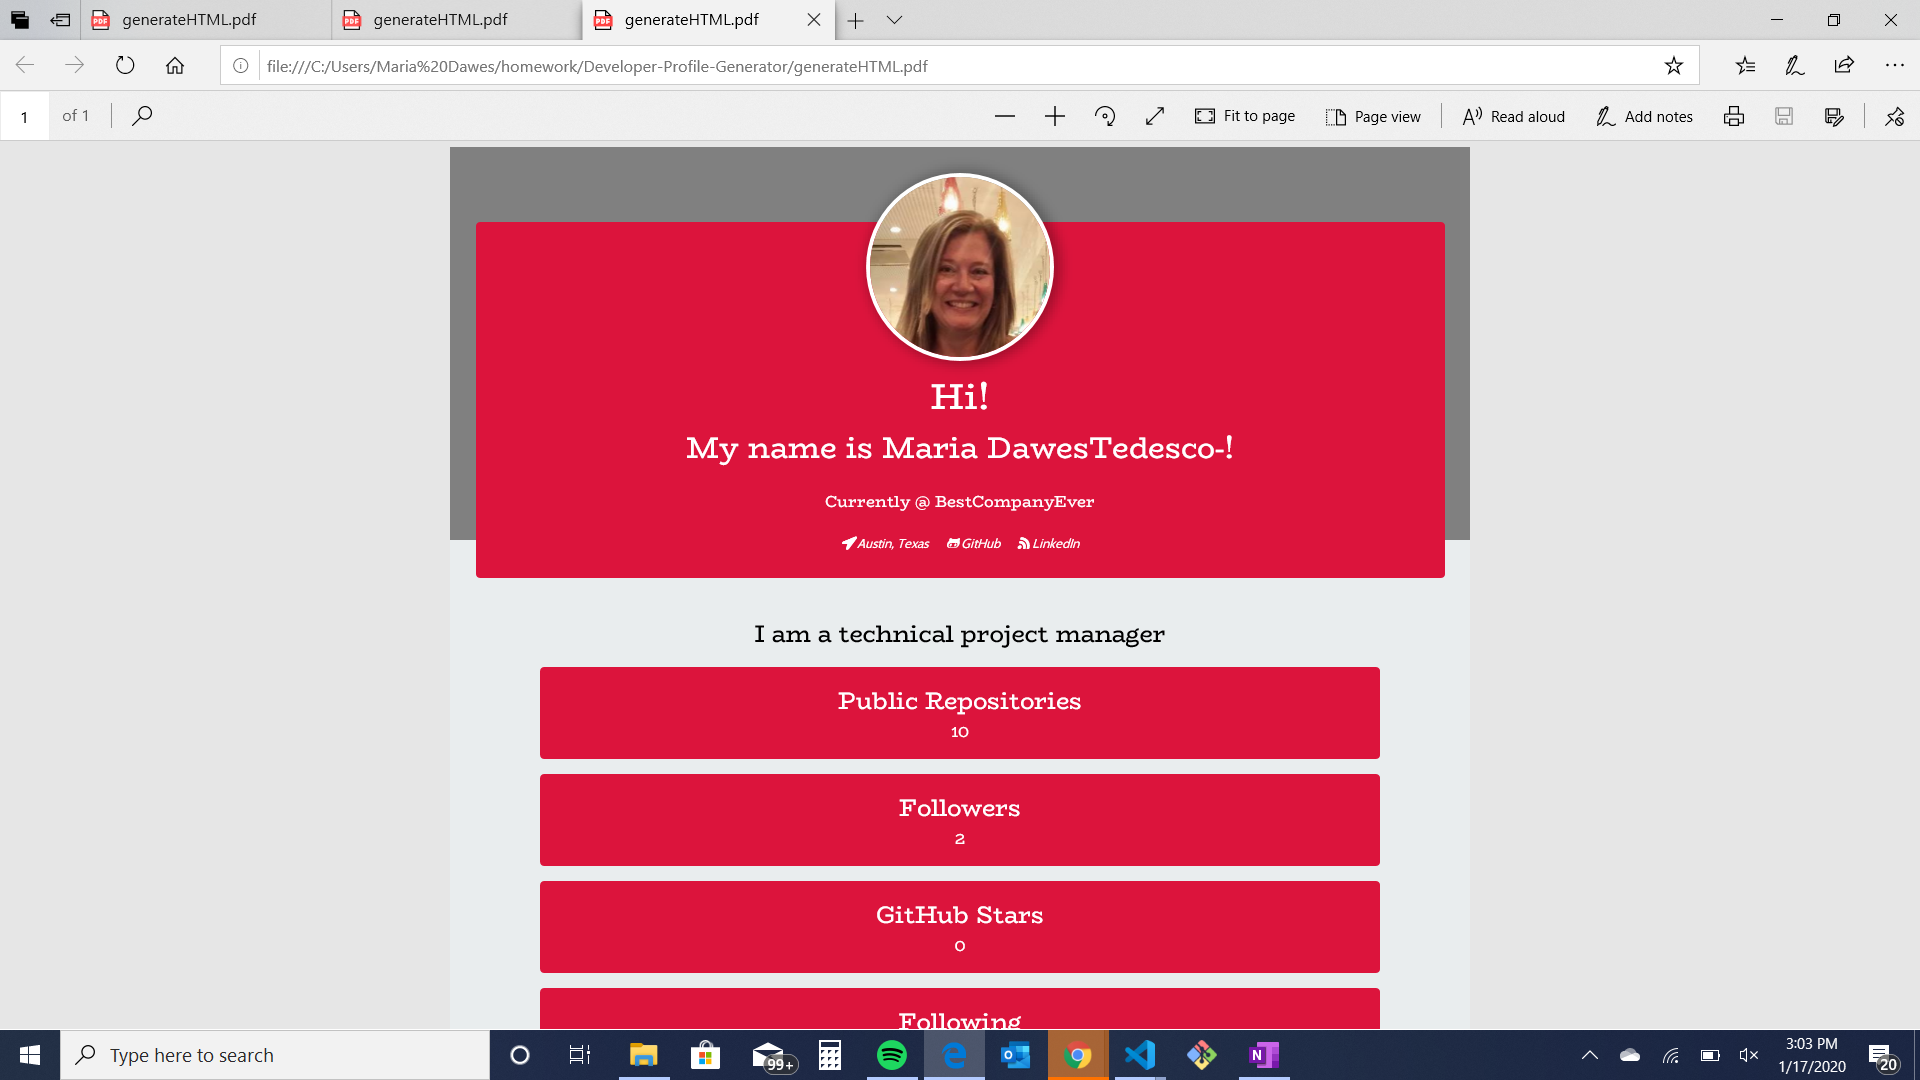 generateHTML.pdf
generateHTML.pdf
generateHTML.pdf
file:///C:/Users/Maria%20Dawes/homework/Developer-Profile-Generator/generateHTML.pdf
1 of 1
Fit to page
Page view
Read aloud
Add notes
Hi!
My name is Maria DawesTedesco-!
Currently @ BestCompanyEver
Austin, Texas GitHub LinkedIn
I am a technical project manager
Public Repositories
10
Followers
2
GitHub Stars
0
Following
Type here to search
99+
3:03 PM
1/17/2020
20